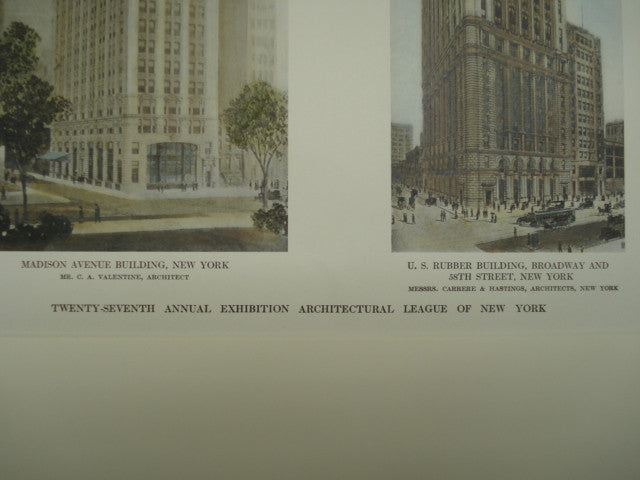 MADISON AVENUE BUILDING, NEW YORK
MR. C. A. VALENTINE, ARCHITECT
U. S. RUBBER BUILDING, BROADWAY AND
58TH STREET, NEW YORK
MESSRS. CARRERE & HASTINGS, ARCHITECTS, NEW YORK
TWENTY-SEVENTH ANNUAL EXHIBITION ARCHITECTURAL LEAGUE OF NEW YORK